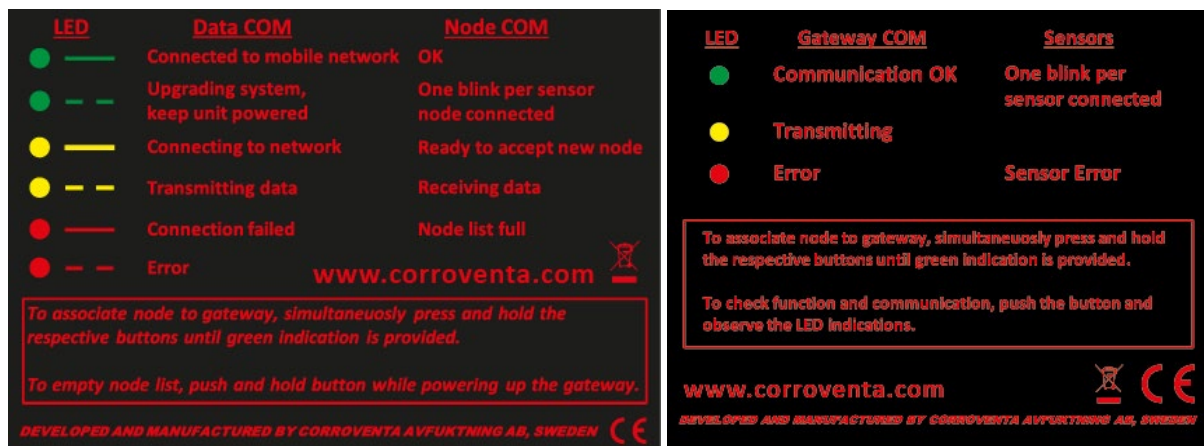 LED Data COM Node COM
Connected to mobile network OK
Upgrading system, One blink per sensor
keep unit powered node connected
Connecting to network Ready to accept new node
Transmitting data Receiving data
Connection failed Node list full
Error
www.corroventa.com
To associate node to gateway, simultaneuosly press and hold the
respective buttons until green indication is provided.
To empty node list, push and hold button while powering up the gateway.
DEVELOPED AND MANUFACTURED BY CORROVENTA AVFUKTNING AB, SWEDEN CE
LED Gateway COM Sensors
Communication OK One blink per
sensor connected
Transmitting
Error Sensor Error
To associate node to gateway, simultaneuosly press and hold
the respective buttons until green indication is provided.
To check function and communication, push the button and
observe the LED indications.
www.corroventa.com CE
DEVELOPED AND MANUFACTURED BY CORROVENTA AVFUKTNING AB, SWEDEN